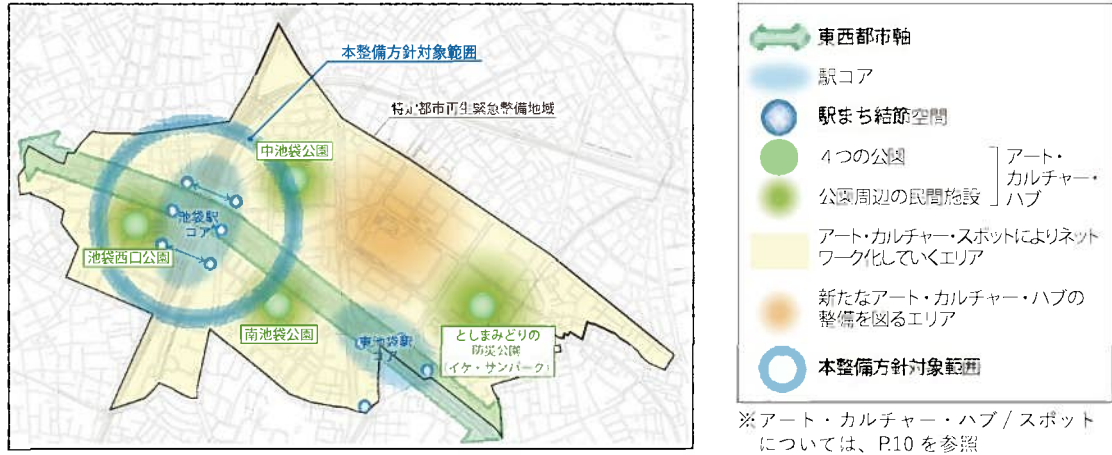 本整備方針対象範囲
特定都市再生緊急整備地域
中池袋公園
池袋駅
コア
池袋西口公園
南池袋公園
東池袋駅
コア
としまみどりの
防災公園
(イケ・サンパーク)
東西都市軸
駅コア
駅まち結節空間
4つの公園
公園周辺の民間施設
アート・
カルチャー・
ハブ
アート・カルチャー・スポットによりネット
ワーク化していくエリア
新たなアート・カルチャー・ハブの
整備を図るエリア
本整備方針対象範囲
※アート・カルチャー・ハブ/スポット
については、P.10を参照